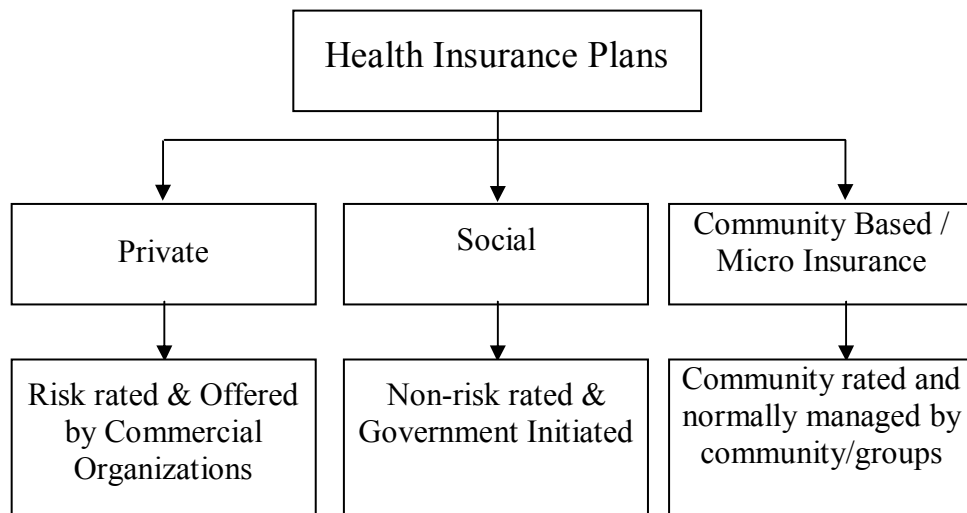 Health Insurance Plans
Private
Social
Community Based /
Micro Insurance
Risk rated & Offered
by Commercial
Organizations
Non-risk rated &
Government Initiated
Community rated and
normally managed by
community/groups